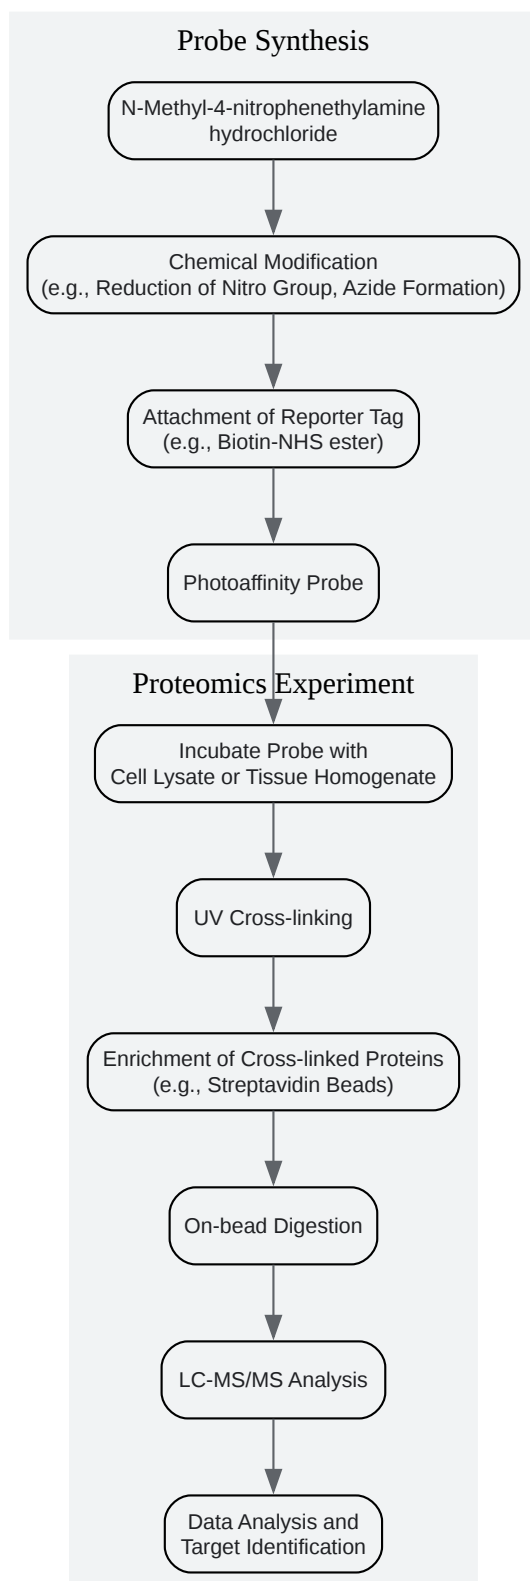 Probe Synthesis
N-Methyl-4-nitrophenethylamine
hydrochloride
Chemical Modification
(e.g., Reduction of Nitro Group, Azide Formation)
Attachment of Reporter Tag
(e.g., Biotin-NHS ester)
Photoaffinity Probe
Proteomics Experiment
Incubate Probe with
Cell Lysate or Tissue Homogenate
UV Cross-linking
Enrichment of Cross-linked Proteins
(e.g., Streptavidin Beads)
On-bead Digestion
LC-MS/MS Analysis
Data Analysis and
Target Identification